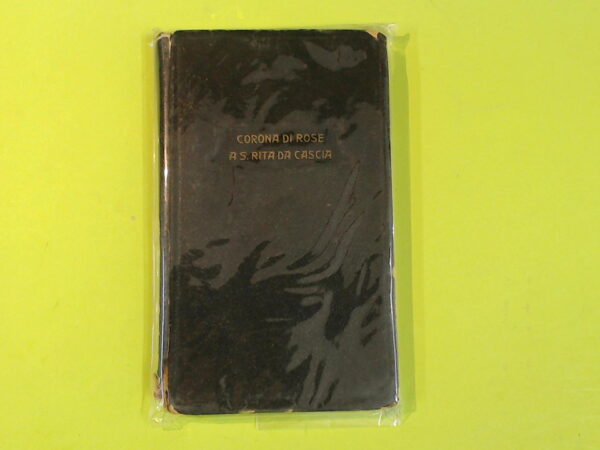 CORONA DI ROSE
A S. RITA DA CASCIA